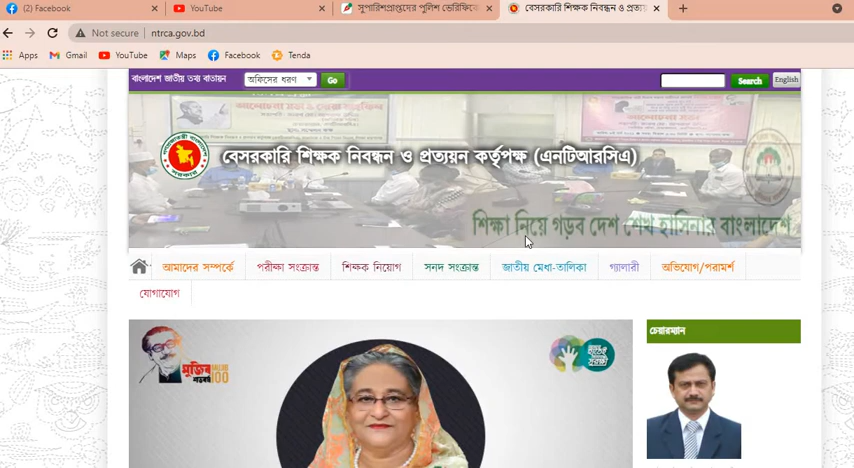 (2) Facebook
YouTube
সুপারিশপ্রাপ্তদের পুলিশ ভেরিফিকে
বেসরকারি শিক্ষক নিবন্ধন ও প্রত্যয়
Not secure
ntrca.gov.bd
Apps
Gmail
YouTube
Maps
Facebook
Tenda
বাংলাদেশ জাতীয় তথ্য বাতায়ন
অফিসের ধরণ
Go
Search
English
বেসরকারি শিক্ষক নিবন্ধন ও প্রত্যয়ন কর্তৃপক্ষ (এনটিআরসিএ)
শিক্ষা নিয়ে গড়ব দেশ শেখ হাসিনার বাংলাদেশ
আমাদের সম্পর্কে
পরীক্ষা সংক্রান্ত
শিক্ষক নিয়োগ
সনদ সংক্রান্ত
জাতীয় মেধা-তালিকা
গ্যালারী
অভিযোগ/পরামর্শ
যোগাযোগ
চেয়ারম্যান
মুজিব
শতবর্ষ 100